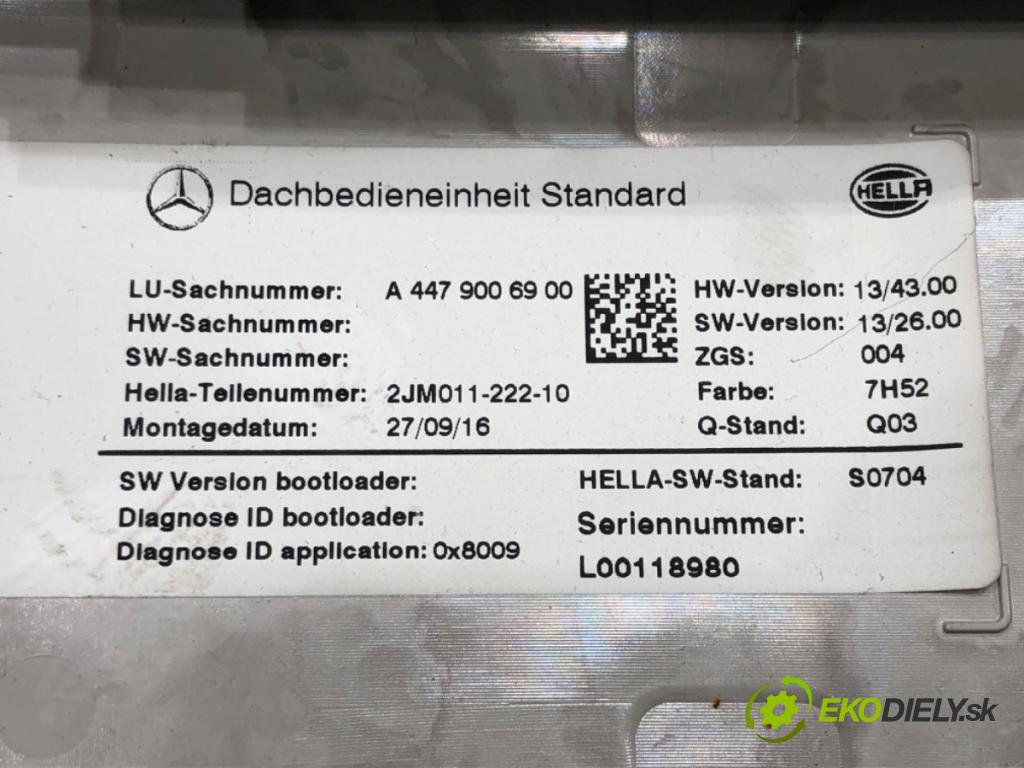 Dachbedieneinheit Standard
HELLA
LU-Sachnummer: A 447 900 69 00
HW-Sachnummer:
SW-Sachnummer:
Hella-Teilenummer: 2JM011-222-10
Montagedatum: 27/09/16
HW-Version: 13/43.00
SW-Version: 13/26.00
ZGS: 004
Farbe: 7H52
Q-Stand: Q03
SW Version bootloader:
Diagnose ID bootloader:
Diagnose ID application: 0x8009
HELLA-SW-Stand: S0704
Seriennummer:
L00118980
EKODIELY.sk